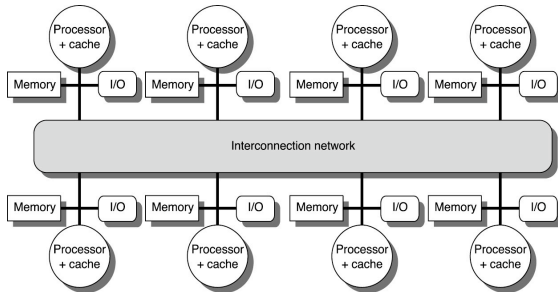 Processor
+ cache
Processor
+ cache
Processor
+ cache
Processor
+ cache
Memory
I/O
Memory
I/O
Memory
I/O
Memory
I/O
Interconnection network
Memory
I/O
Memory
I/O
Memory
I/O
Memory
I/O
Processor
+ cache
Processor
+ cache
Processor
+ cache
Processor
+ cache